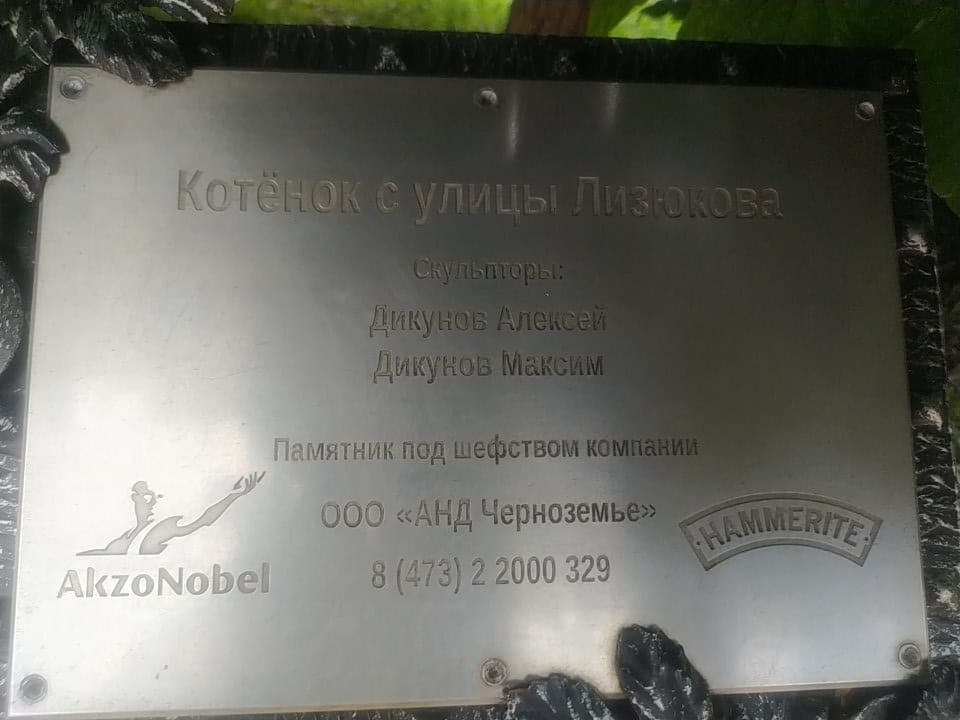 Котёнок с улицы Лизюкова
Скульпторы:
Дикунов Алексей
Дикунов Максим
Памятник под шефством компании
ООО «АНД Черноземье»
8 (473) 2 2000 329
AkzoNobel
HAMMERITE